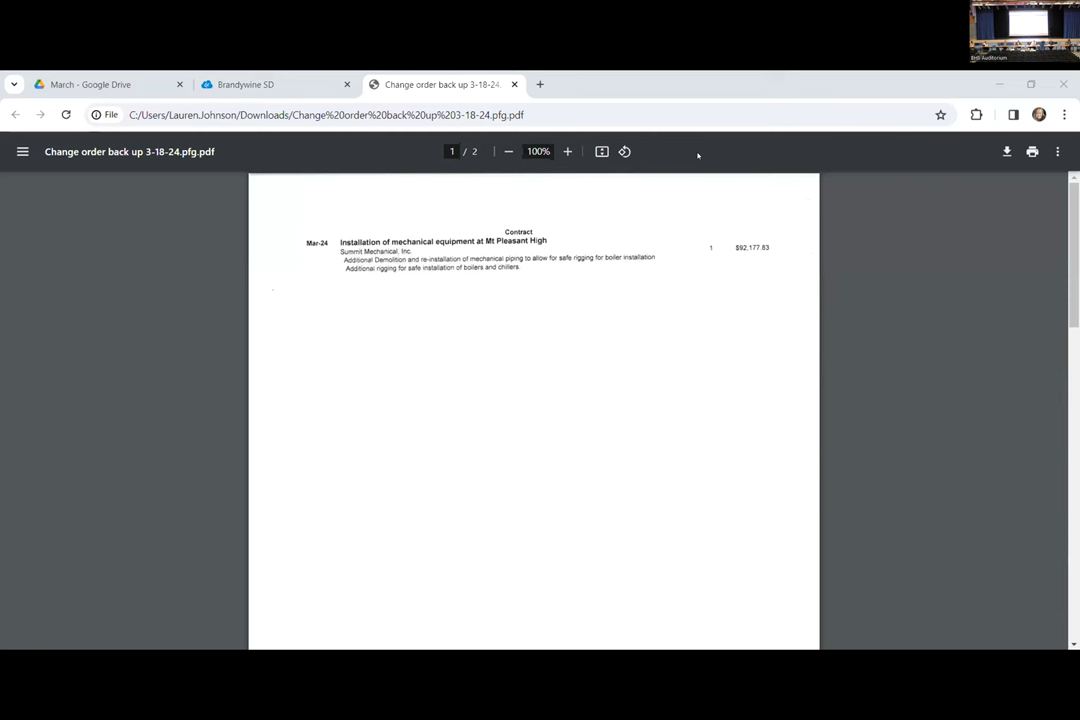 BHS Auditorium
March - Google Drive
Brandywine SD
Change order back up 3-18-24.
File
C:/Users/Lauren.Johnson/Downloads/Change%20order%20back%20up%203-18-24.pfg.pdf
Change order back up 3-18-24.pfg.pdf
1 / 2
100%
Contract
Mar-24 Installation of mechanical equipment at Mt Pleasant High 1 $92,177.83
Summit Mechanical, Inc.
Additional Demolition and re-installation of mechanical piping to allow for safe rigging for boiler installation
Additional rigging for safe installation of boilers and chillers.